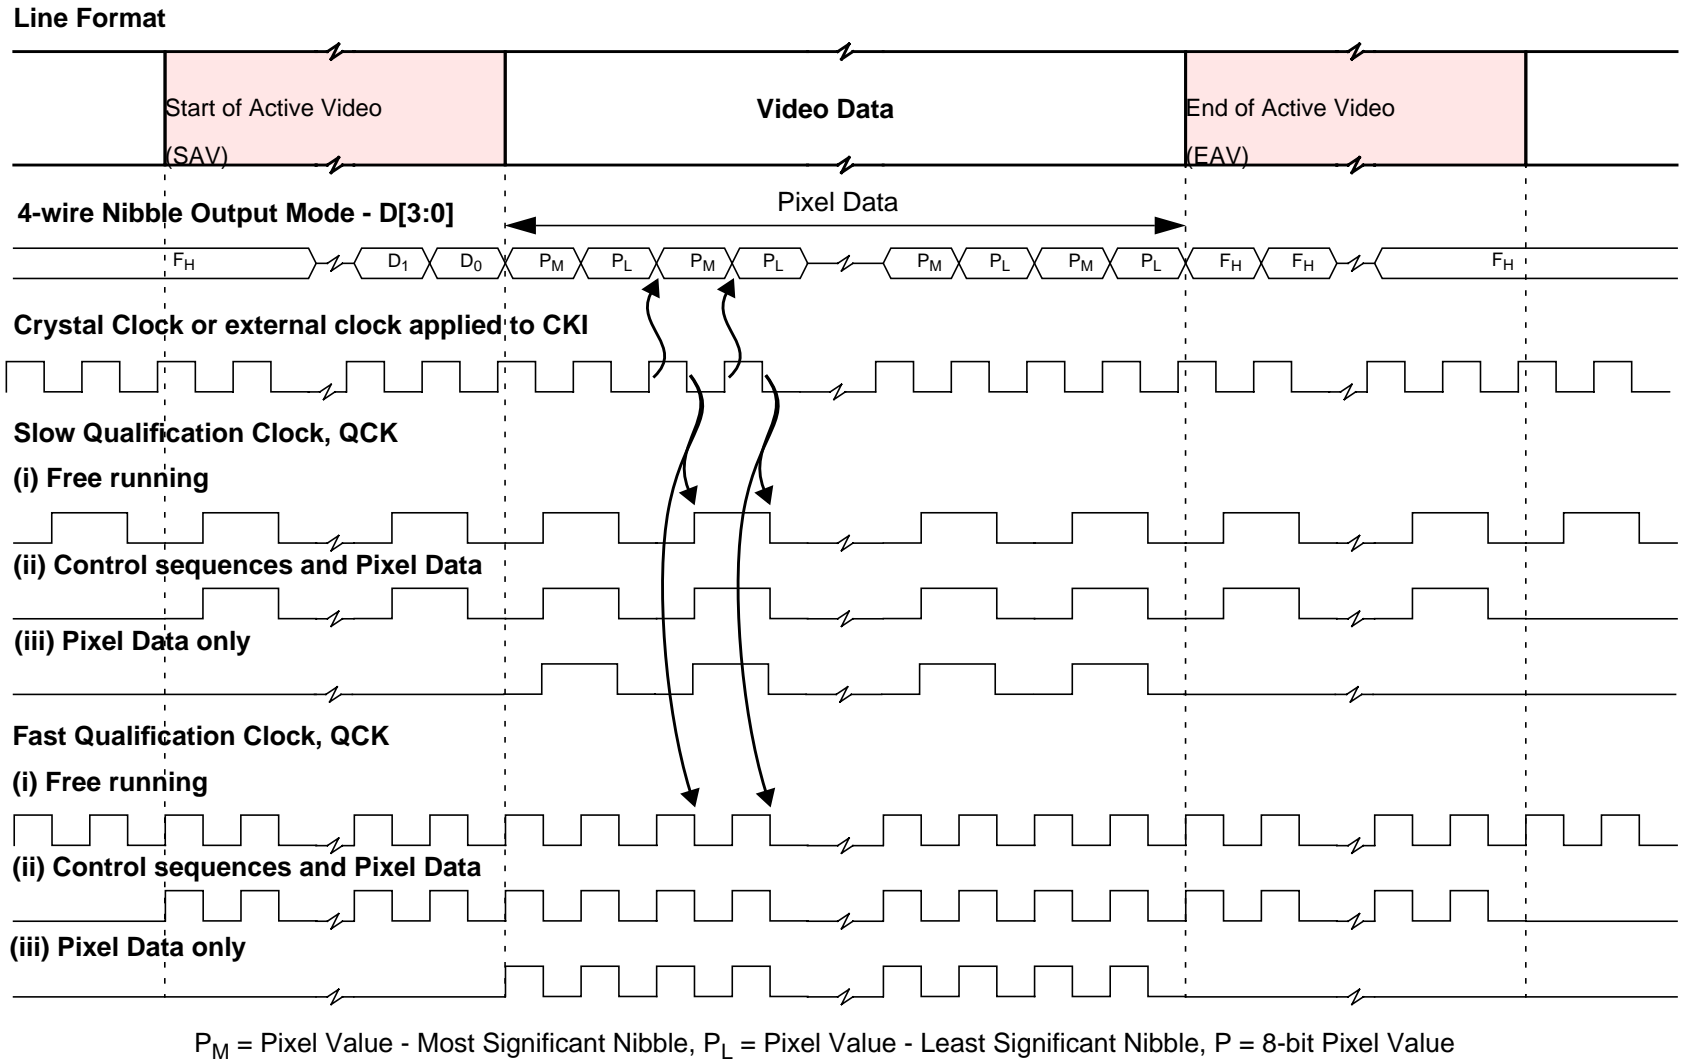 Line Format
Start of Active Video
(SAV)
Video Data
End of Active Video
(EAV)
4-wire Nibble Output Mode - D[3:0]
Pixel Data
FH D1 D0 PM PL PM PL PM PL PM PL FH FH FH
Crystal Clock or external clock applied to CKI
Slow Qualification Clock, QCK
(i) Free running
(ii) Control sequences and Pixel Data
(iii) Pixel Data only
Fast Qualification Clock, QCK
(i) Free running
(ii) Control sequences and Pixel Data
(iii) Pixel Data only
PM = Pixel Value - Most Significant Nibble, PL = Pixel Value - Least Significant Nibble, P = 8-bit Pixel Value